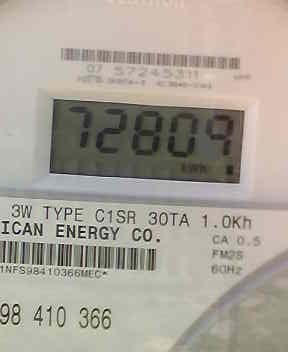 07 57245311
72809
3W TYPE C1SR 30TA 1.0Kh
ICAN ENERGY CO.
CA 0.5
FM2S
60Hz
1NFS98410366MEC*
98 410 366